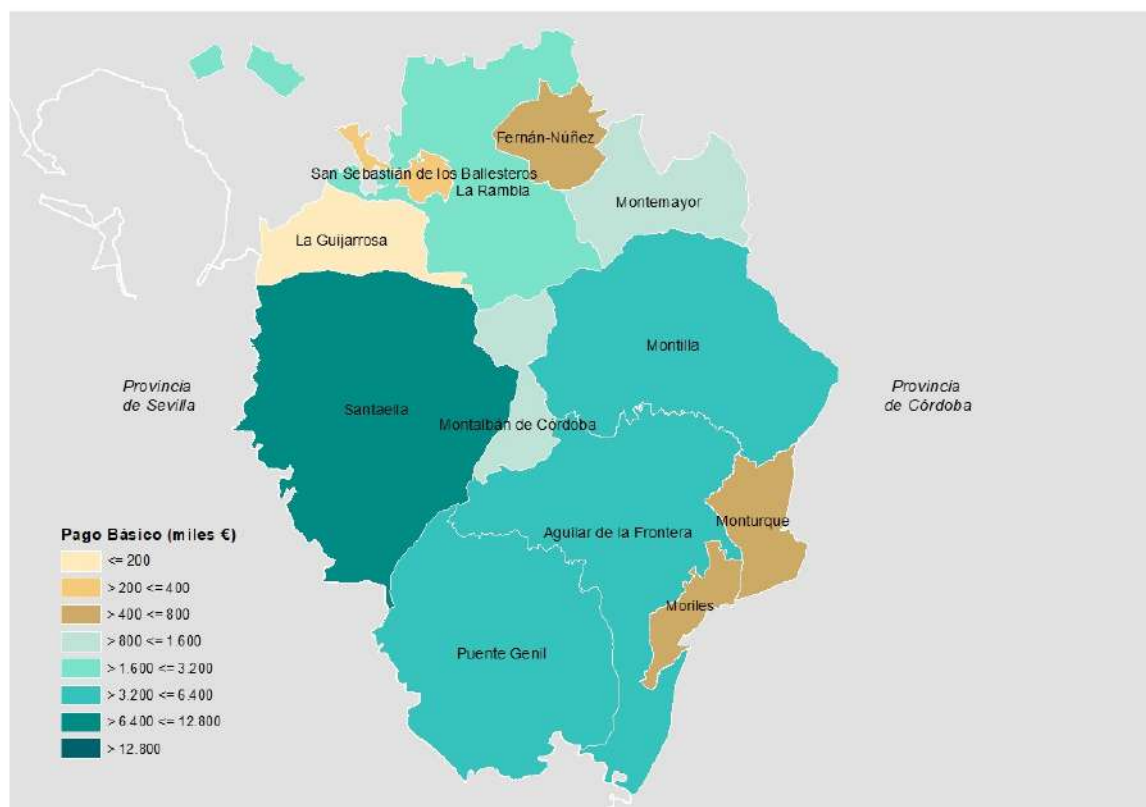 Fernán-Núñez
San Sebastián de los Ballesteros
La Rambla
Montemayor
La Guijarrosa
Montilla
Provincia
de Sevilla
Provincia
de Córdoba
Santaella
Montalbán de Córdoba
Monturque
Aguilar de la Frontera
Moriles
Puente Genil
Pago Básico (miles €)
<= 200
> 200 <= 400
> 400 <= 800
> 800 <= 1.600
> 1.600 <= 3.200
> 3.200 <= 6.400
> 6.400 <= 12.800
> 12.800